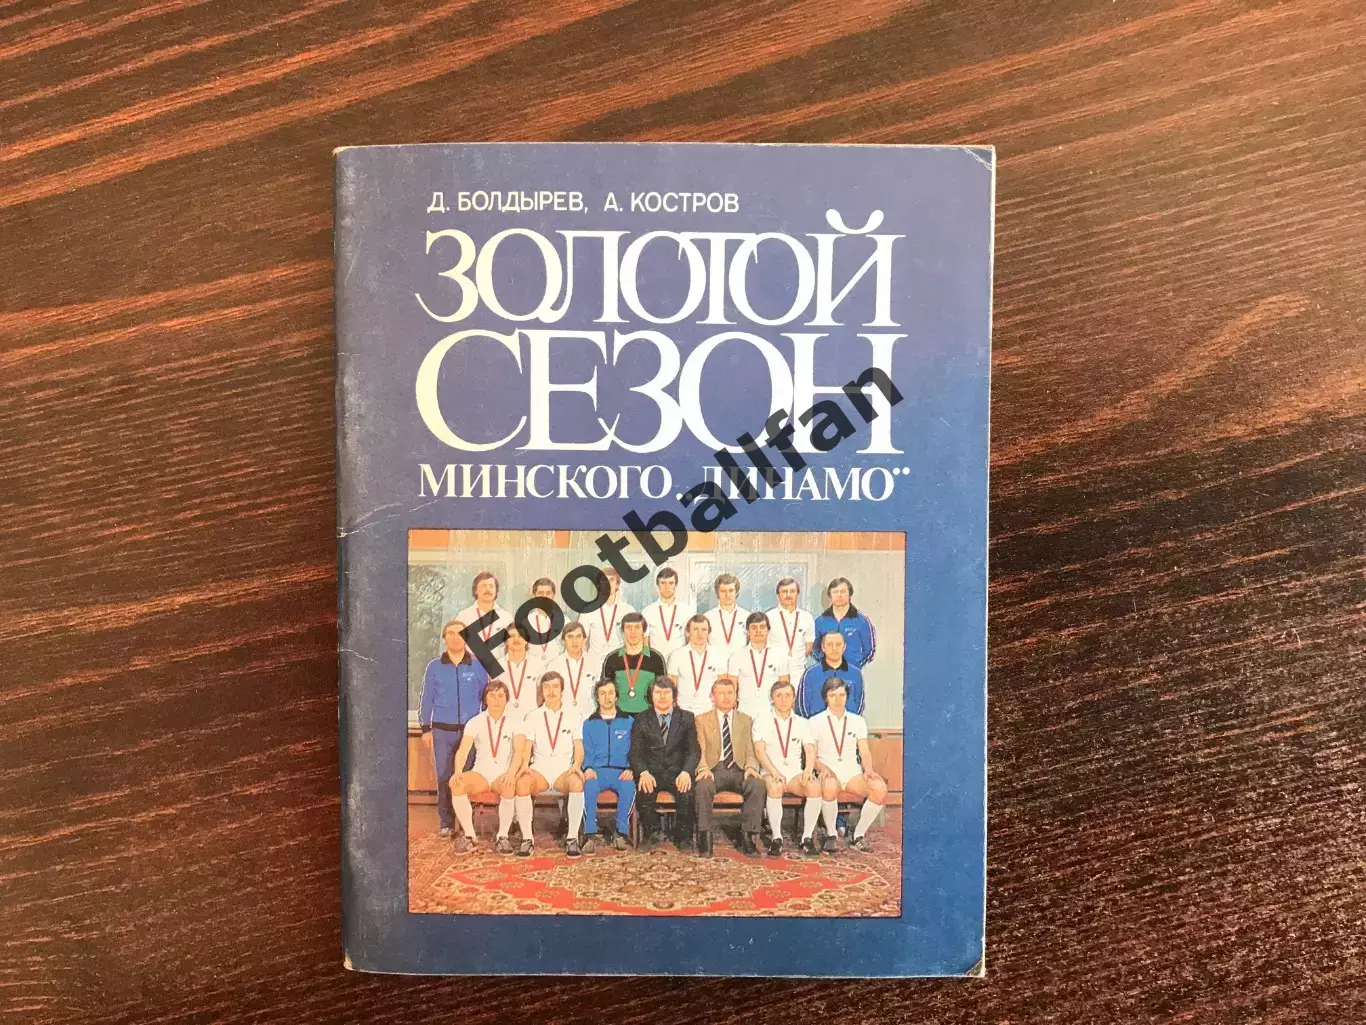 Д. БОЛДЫРЕВ, А. КОСТРОВ
ЗОЛОТОЙ
СЕЗОН
МИНСКОГО „ДИНАМО"
Footballfan